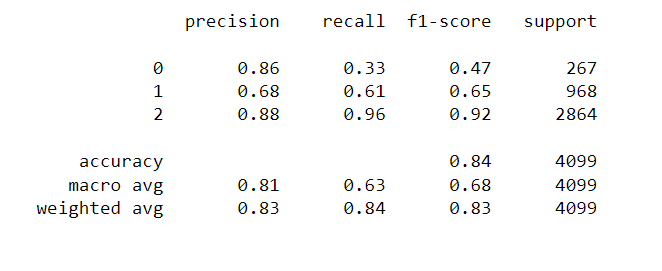 precision recall f1-score support
0 0.86 0.33 0.47 267
1 0.68 0.61 0.65 968
2 0.88 0.96 0.92 2864
accuracy 0.84 4099
macro avg 0.81 0.63 0.68 4099
weighted avg 0.83 0.84 0.83 4099